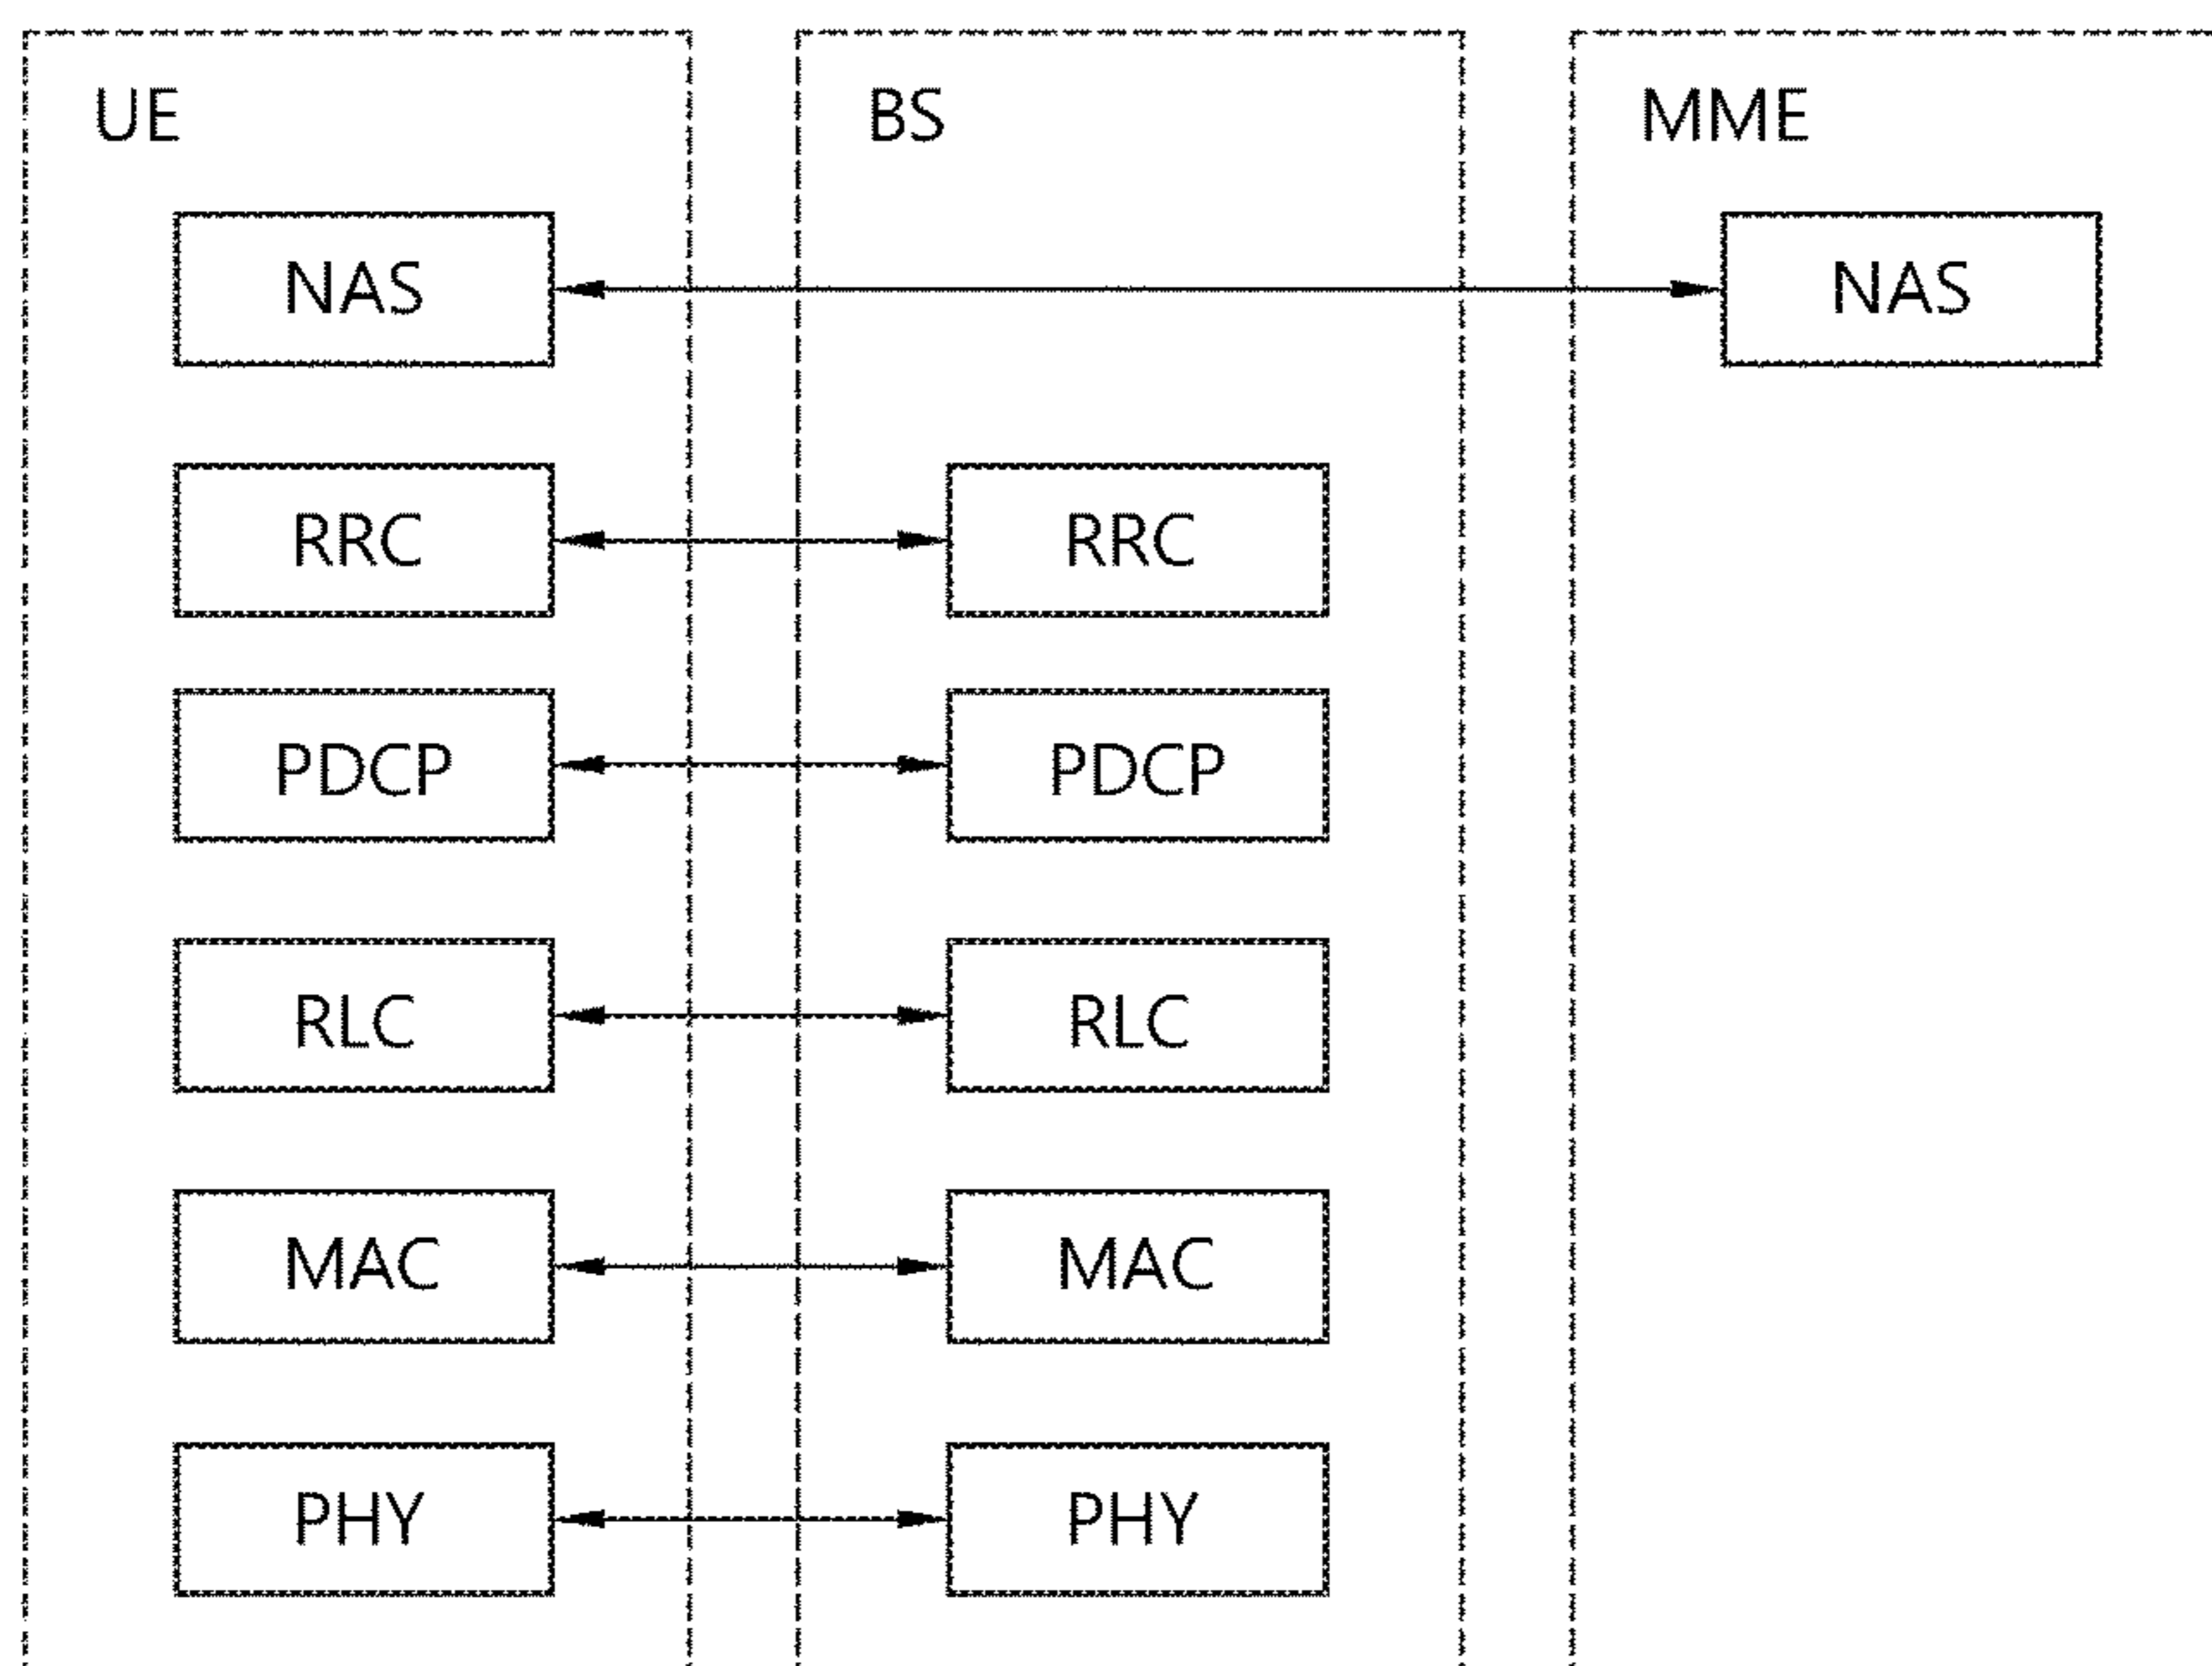 UE BS MME
NAS NAS
RRC RRC
PDCP PDCP
RLC RLC
MAC MAC
PHY PHY